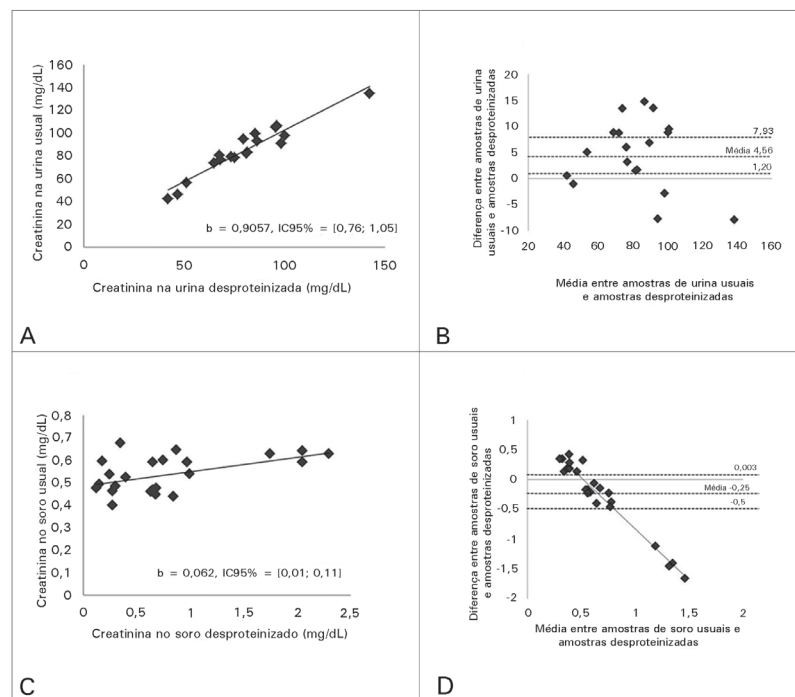 Creatinina na urina usual (mg/dL)
160
140
120
100
80
60
40
20
0
b = 0,9057, IC95% = [0,76; 1,05]
0
50
100
150
Creatinina na urina desproteinizada (mg/dL)
A
Diferença entre amostras de urina
usuais e amostras desproteinizadas
20
15
10
5
0
-5
-10
7,93
Média 4,56
1,20
20
40
60
80
100
120
140
160
Média entre amostras de urina usuais
e amostras desproteinizadas
B
Creatinina no soro usual (mg/dL)
0,8
0,7
0,6
0,5
0,4
0,3
0,2
0,1
0
b = 0,062, IC95% = [0,01; 0,11]
0
0,5
1
1,5
2
2,5
Creatinina no soro desproteinizado (mg/dL)
C
Diferença entre amostras de soro usuais
e amostras desproteinizadas
1
0,5
0
-0,5
-1
-1,5
-2
0,003
Média -0,25
-0,5
0
0,5
1
1,5
2
Média entre amostras de soro usuais e
amostras desproteinizadas
D